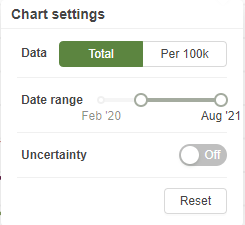 Chart settings
Data Total Per 100k
Date range
Feb '20 Aug '21
Uncertainty Off
Reset